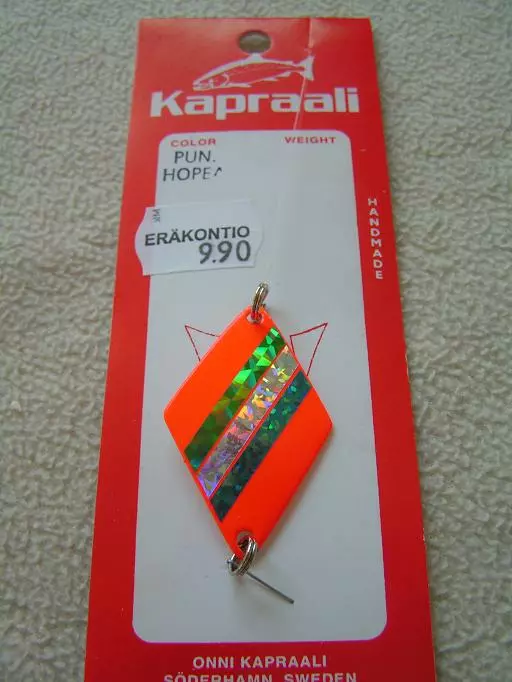 Kapraali
COLOR WEIGHT
PUN.
HOPEA
HANDMADE
ERÄKONTIO
9.90
ONNI KAPRAALI
SÖDERHAMN, SWEDEN